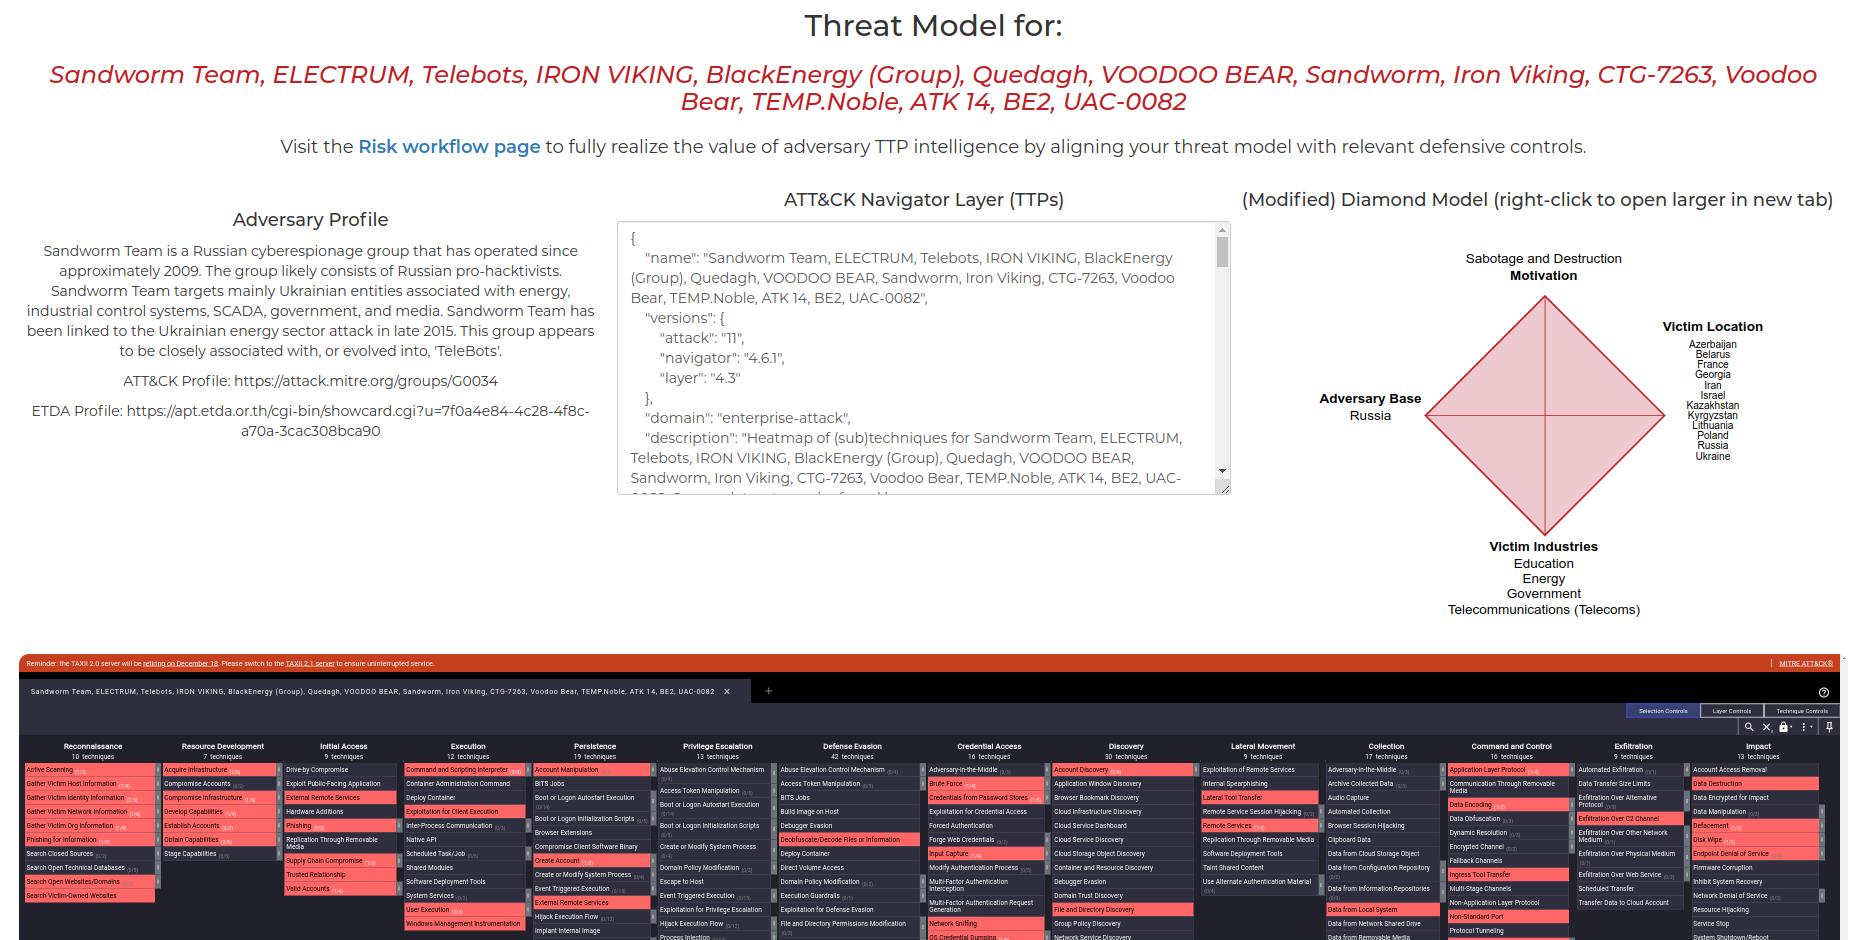 Threat Model for:
Sandworm Team, ELECTRUM, Telebots, IRON VIKING, BlackEnergy (Group), Quedagh, VOODOO BEAR, Sandworm, Iron Viking, CTG-7263, Voodoo
Bear, TEMP.Noble, ATK 14, BE2, UAC-0082
Visit the Risk workflow page to fully realize the value of adversary TTP intelligence by aligning your threat model with relevant defensive controls.
Adversary Profile
Sandworm Team is a Russian cyberespionage group that has operated since
approximately 2009. The group likely consists of Russian pro-hacktivists.
Sandworm Team targets mainly Ukrainian entities associated with energy,
industrial control systems, SCADA, government, and media. Sandworm Team has
been linked to the Ukrainian energy sector attack in late 2015. This group appears
to be closely associated with, or evolved into, 'TeleBots'.
ATT&CK Profile: https://attack.mitre.org/groups/G0034
ETDA Profile: https://apt.etda.or.th/cgi-bin/showcard.cgi?u=7f0a4e84-4c28-4f8c-
a70a-3cac308bca90
ATT&CK Navigator Layer (TTPs)
{
"name": "Sandworm Team, ELECTRUM, Telebots, IRON VIKING, BlackEnergy
(Group), Quedagh, VOODOO BEAR, Sandworm, Iron Viking, CTG-7263, Voodoo
Bear, TEMP.Noble, ATK 14, BE2, UAC-0082",
"versions": {
"attack": "11",
"navigator": "4.6.1",
"layer": "4.3"
},
"domain": "enterprise-attack",
"description": "Heatmap of (sub)techniques for Sandworm Team, ELECTRUM,
Telebots, IRON VIKING, BlackEnergy (Group), Quedagh, VOODOO BEAR,
Sandworm, Iron Viking, CTG-7263, Voodoo Bear, TEMP.Noble, ATK 14, BE2, UAC-
(Modified) Diamond Model (right-click to open larger in new tab)
Sabotage and Destruction
Motivation
Victim Location
Azerbaijan
Belarus
France
Georgia
Iran
Israel
Kazakhstan
Kyrgyzstan
Lithuania
Poland
Russia
Ukraine
Adversary Base
Russia
Victim Industries
Education
Energy
Government
Telecommunications (Telecoms)
Reminder: the TAXII 2.0 server will be retiring on December 18. Please switch to the TAXII 2.1 server to ensure uninterrupted service.
MITRE ATT&CK®
Sandworm Team, ELECTRUM, Telebots, IRON VIKING, BlackEnergy (Group), Quedagh, VOODOO BEAR, Sandworm, Iron Viking, CTG-7263, Voodoo Bear, TEMP.Noble, ATK 14, BE2, UAC-0082
Selection Controls
Layer Controls
Technique Controls
Reconnaissance
10 techniques
Active Scanning
Gather Victim Host Information
Gather Victim Identity Information
Gather Victim Network Information
Gather Victim Org Information
Phishing for Information
Search Closed Sources
Search Open Technical Databases
Search Open Websites/Domains
Search Victim-Owned Websites
Resource Development
7 techniques
Acquire Infrastructure
Compromise Accounts
Compromise Infrastructure
Develop Capabilities
Establish Accounts
Obtain Capabilities
Stage Capabilities
Initial Access
9 techniques
Drive-by Compromise
Exploit Public-Facing Application
External Remote Services
Hardware Additions
Phishing
Replication Through Removable
Media
Supply Chain Compromise
Trusted Relationship
Valid Accounts
Execution
12 techniques
Command and Scripting Interpreter
Container Administration Command
Deploy Container
Exploitation for Client Execution
Inter-Process Communication
Native API
Scheduled Task/Job
Shared Modules
Software Deployment Tools
System Services
User Execution
Windows Management Instrumentation
Persistence
19 techniques
Account Manipulation
BITS Jobs
Boot or Logon Autostart Execution
Boot or Logon Initialization Scripts
Browser Extensions
Compromise Client Software Binary
Create Account
Create or Modify System Process
Event Triggered Execution
External Remote Services
Hijack Execution Flow
Implant Internal Image
Privilege Escalation
13 techniques
Abuse Elevation Control Mechanism
Access Token Manipulation
Boot or Logon Autostart Execution
Boot or Logon Initialization Scripts
Create or Modify System Process
Domain Policy Modification
Escape to Host
Event Triggered Execution
Exploitation for Privilege Escalation
Hijack Execution Flow
Process Injection
Defense Evasion
42 techniques
Abuse Elevation Control Mechanism
Access Token Manipulation
BITS Jobs
Build Image on Host
Debugger Evasion
Deobfuscate/Decode Files or Information
Deploy Container
Direct Volume Access
Domain Policy Modification
Execution Guardrails
Exploitation for Defense Evasion
File and Directory Permissions Modification
Credential Access
16 techniques
Adversary-in-the-Middle
Brute Force
Credentials from Password Stores
Exploitation for Credential Access
Forced Authentication
Forge Web Credentials
Input Capture
Modify Authentication Process
Multi-Factor Authentication
Interception
Multi-Factor Authentication Request
Generation
Network Sniffing
OS Credential Dumping
Discovery
30 techniques
Account Discovery
Application Window Discovery
Browser Bookmark Discovery
Cloud Infrastructure Discovery
Cloud Service Dashboard
Cloud Service Discovery
Cloud Storage Object Discovery
Container and Resource Discovery
Debugger Evasion
Domain Trust Discovery
File and Directory Discovery
Group Policy Discovery
Network Service Discovery
Lateral Movement
9 techniques
Exploitation of Remote Services
Internal Spearphishing
Lateral Tool Transfer
Remote Service Session Hijacking
Remote Services
Replication Through Removable Media
Software Deployment Tools
Taint Shared Content
Use Alternate Authentication Material
Collection
17 techniques
Adversary-in-the-Middle
Archive Collected Data
Audio Capture
Automated Collection
Browser Session Hijacking
Clipboard Data
Data from Cloud Storage Object
Data from Configuration Repository
Data from Information Repositories
Data from Local System
Data from Network Shared Drive
Data from Removable Media
Command and Control
16 techniques
Application Layer Protocol
Communication Through Removable
Media
Data Encoding
Data Obfuscation
Dynamic Resolution
Encrypted Channel
Fallback Channels
Ingress Tool Transfer
Multi-Stage Channels
Non-Application Layer Protocol
Non-Standard Port
Protocol Tunneling
Exfiltration
9 techniques
Automated Exfiltration
Data Transfer Size Limits
Exfiltration Over Alternative
Protocol
Exfiltration Over C2 Channel
Exfiltration Over Other Network
Medium
Exfiltration Over Physical Medium
Exfiltration Over Web Service
Scheduled Transfer
Transfer Data to Cloud Account
Impact
13 techniques
Account Access Removal
Data Destruction
Data Encrypted for Impact
Data Manipulation
Defacement
Disk Wipe
Endpoint Denial of Service
Firmware Corruption
Inhibit System Recovery
Network Denial of Service
Resource Hijacking
Service Stop
System Shutdown/Reboot